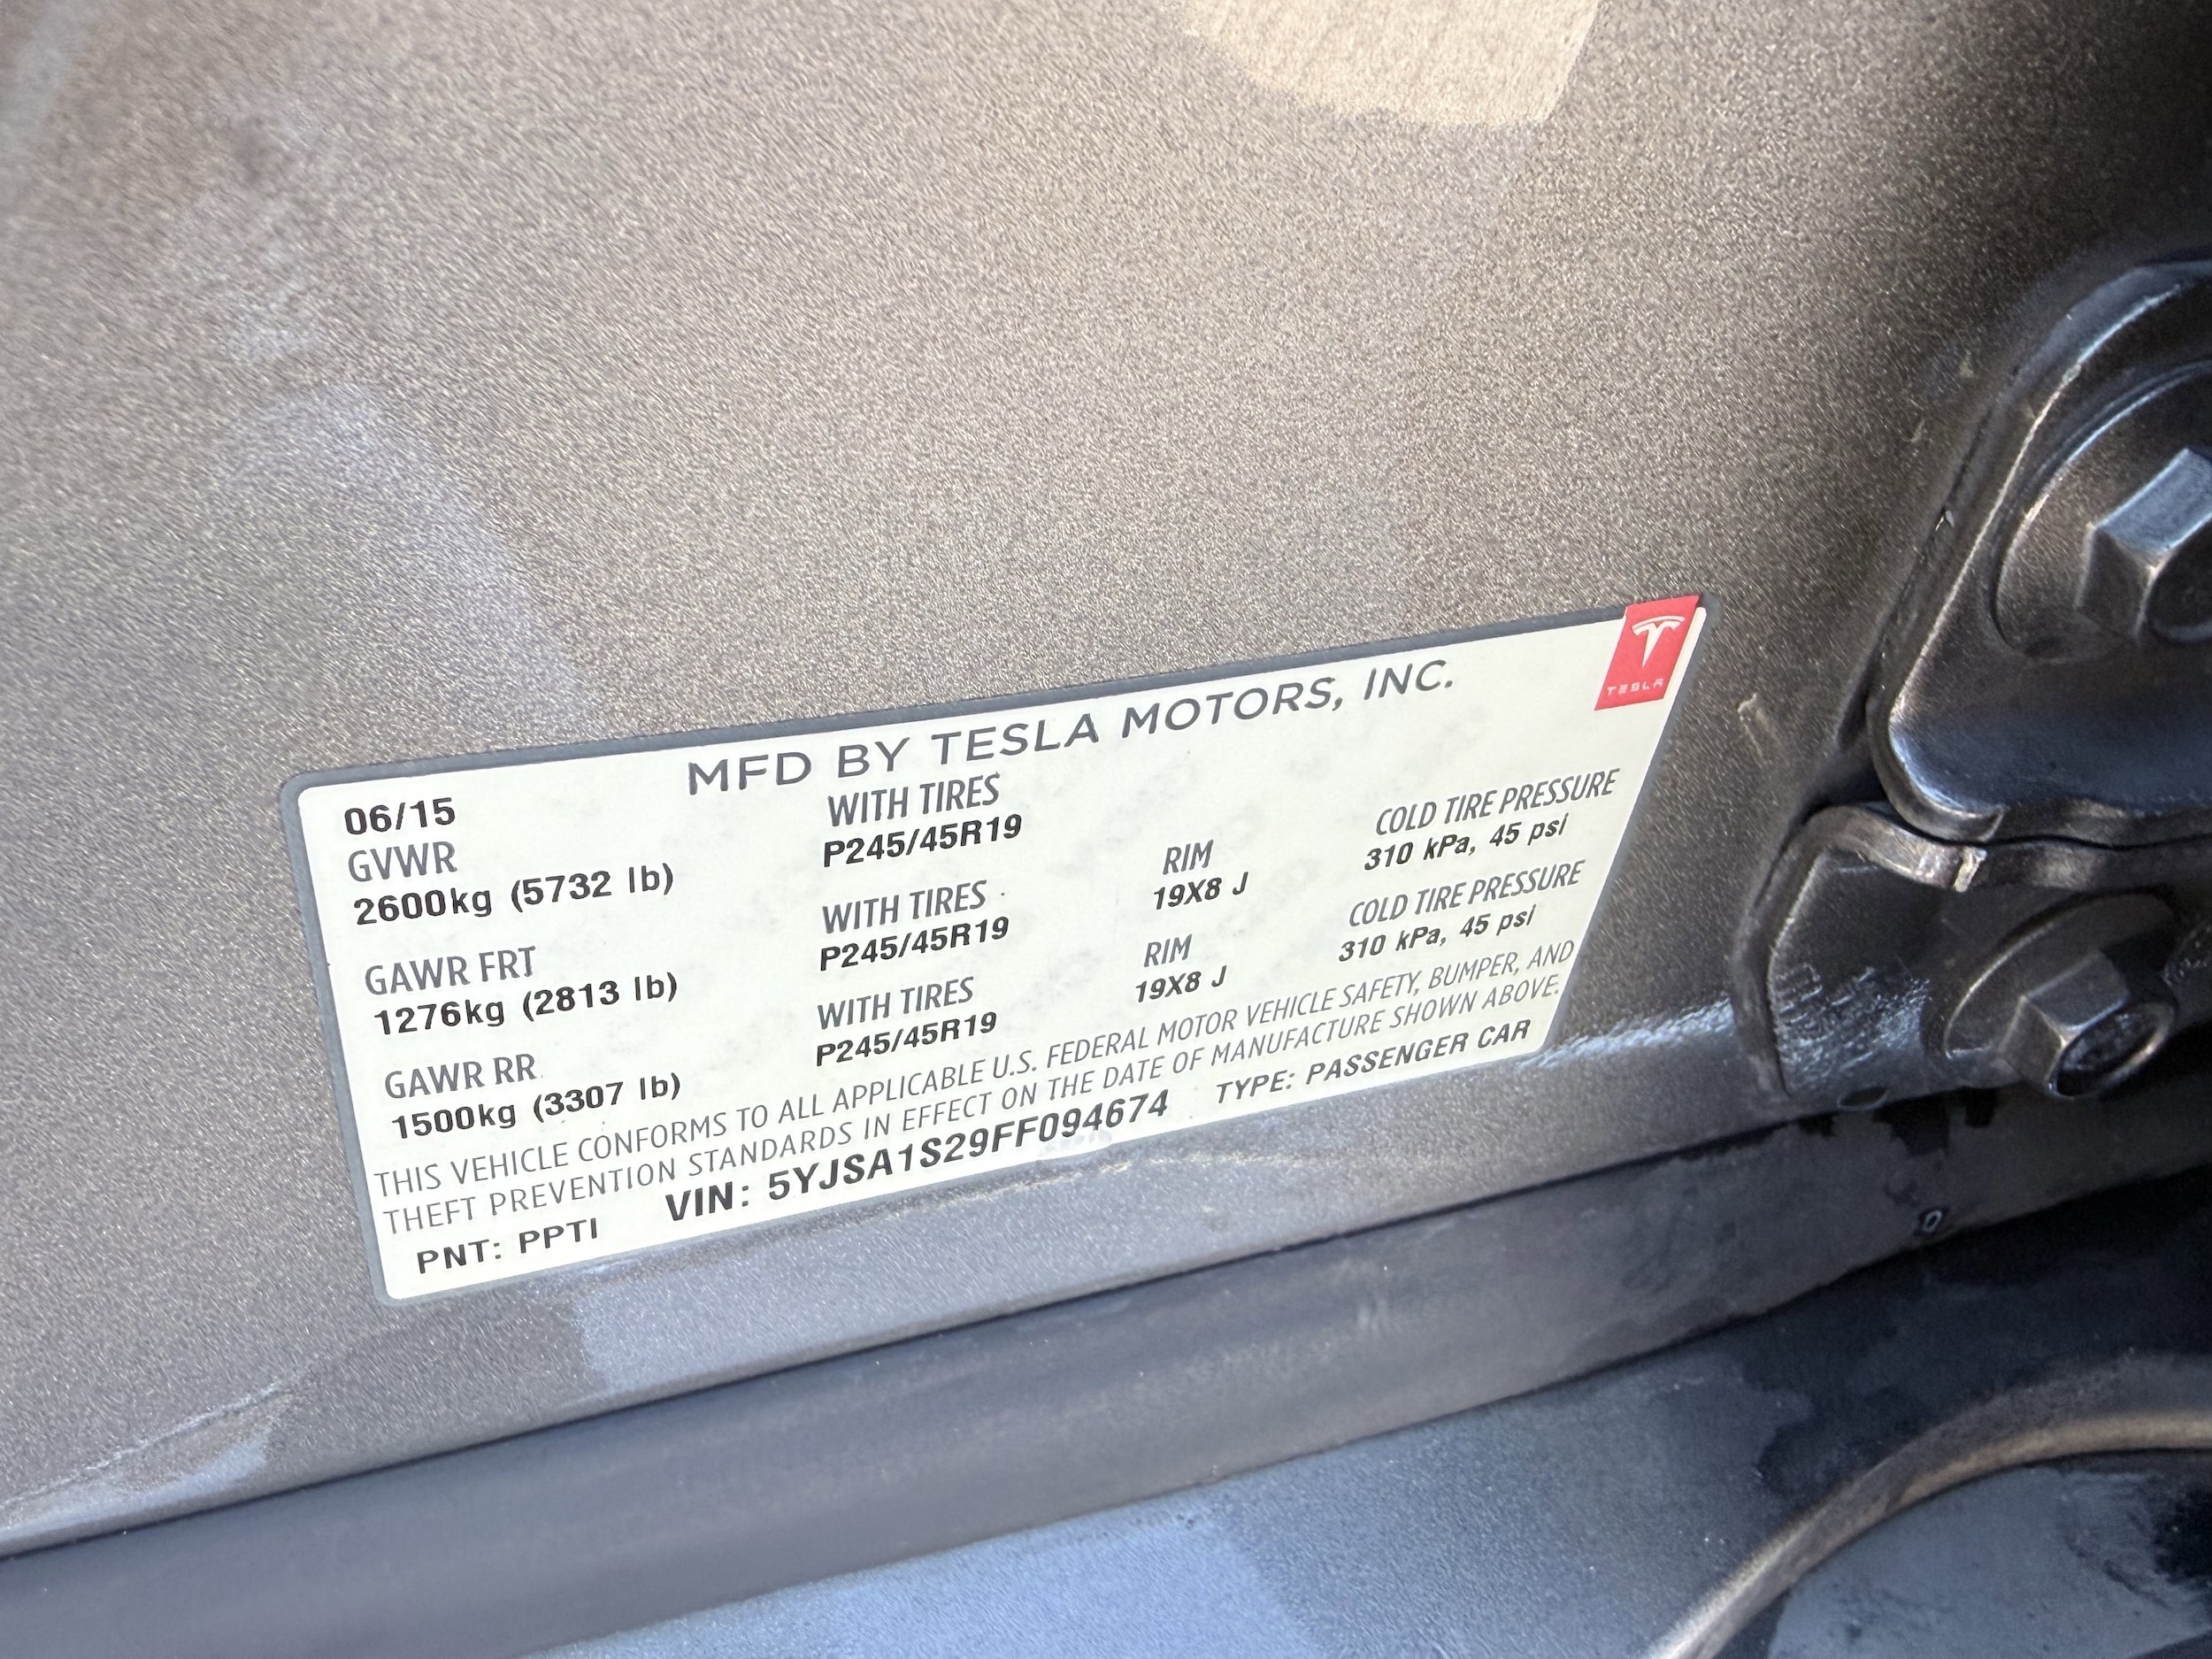 TESLA
MFD BY TESLA MOTORS, INC.
06/15
GVWR
2600kg (5732 lb)
WITH TIRES
P245/45R19
GAWR FRT
1276kg (2813 lb)
WITH TIRES
P245/45R19
RIM
19X8 J
COLD TIRE PRESSURE
310 kPa, 45 psi
GAWR RR
1500kg (3307 lb)
WITH TIRES
P245/45R19
RIM
19X8 J
COLD TIRE PRESSURE
310 kPa, 45 psi
THIS VEHICLE CONFORMS TO ALL APPLICABLE U.S. FEDERAL MOTOR VEHICLE SAFETY, BUMPER, AND
THEFT PREVENTION STANDARDS IN EFFECT ON THE DATE OF MANUFACTURE SHOWN ABOVE.
PNT: PPTI VIN: 5YJSA1S29FF094674 TYPE: PASSENGER CAR